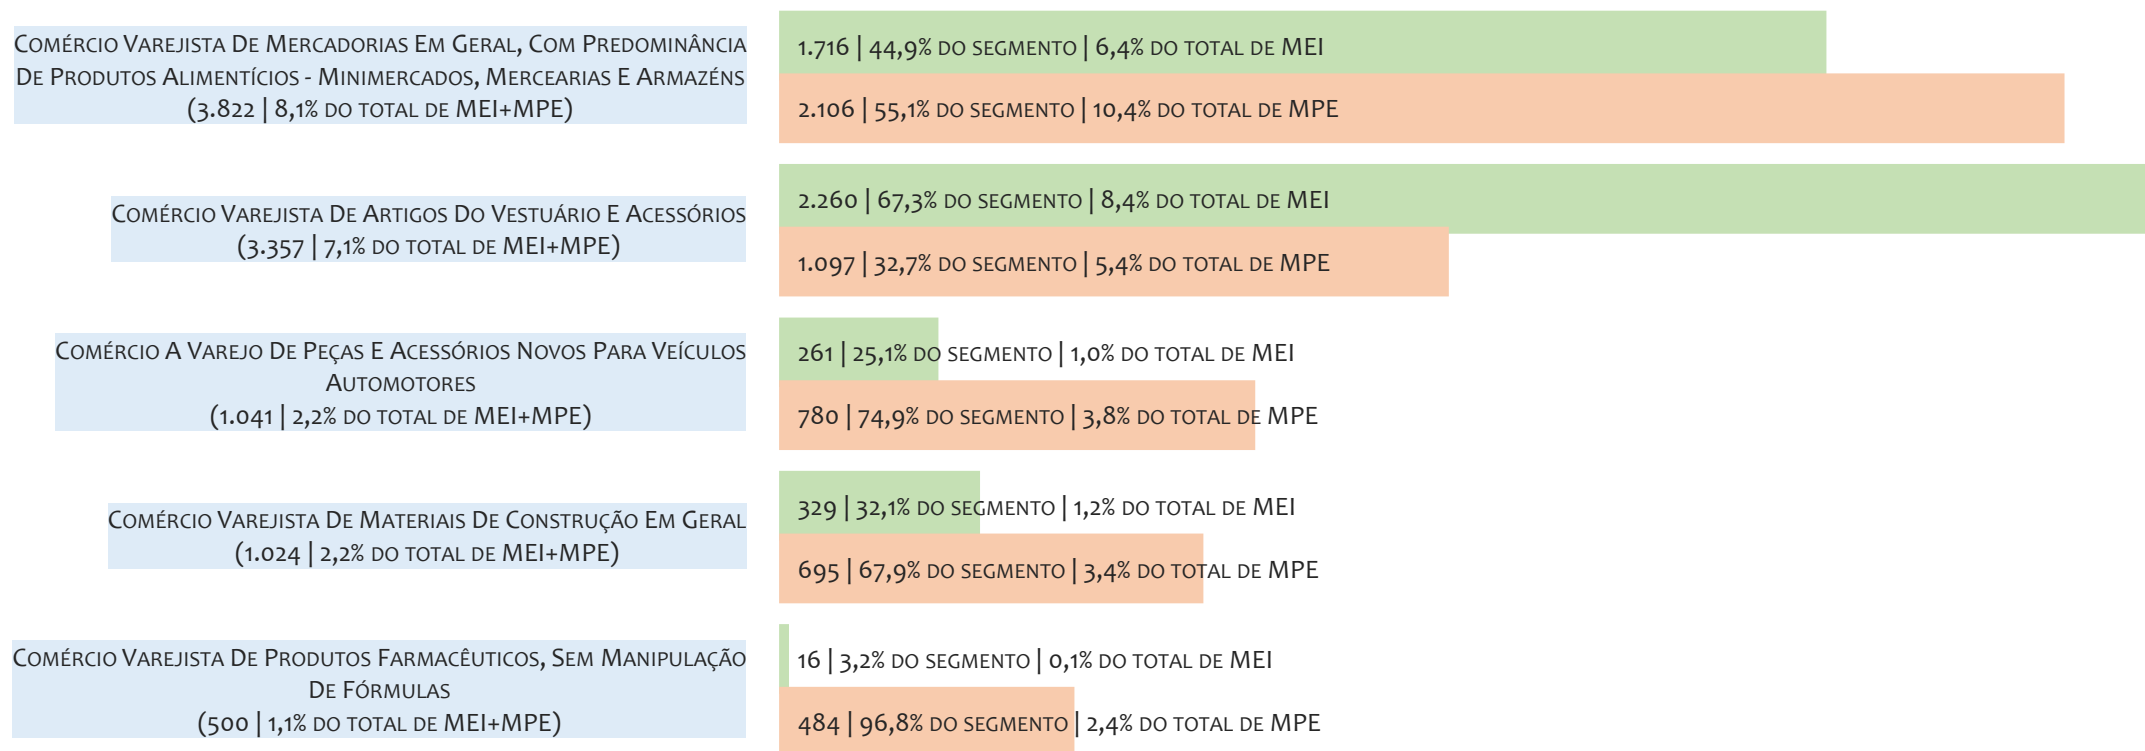 Comércio Varejista De Mercadorias Em Geral, Com Predominância
De Produtos Alimentícios - Minimercados, Mercearias E Armazéns
(3.822 | 8,1% do total de MEI+MPE)
1.716 | 44,9% do segmento | 6,4% do total de MEI
2.106 | 55,1% do segmento | 10,4% do total de MPE
Comércio Varejista De Artigos Do Vestuário E Acessórios
(3.357 | 7,1% do total de MEI+MPE)
2.260 | 67,3% do segmento | 8,4% do total de MEI
1.097 | 32,7% do segmento | 5,4% do total de MPE
Comércio A Varejo De Peças E Acessórios Novos Para Veículos
Automotores
(1.041 | 2,2% do total de MEI+MPE)
261 | 25,1% do segmento | 1,0% do total de MEI
780 | 74,9% do segmento | 3,8% do total de MPE
Comércio Varejista De Materiais De Construção Em Geral
(1.024 | 2,2% do total de MEI+MPE)
329 | 32,1% do segmento | 1,2% do total de MEI
695 | 67,9% do segmento | 3,4% do total de MPE
Comércio Varejista De Produtos Farmacêuticos, Sem Manipulação
De Fórmulas
(500 | 1,1% do total de MEI+MPE)
16 | 3,2% do segmento | 0,1% do total de MEI
484 | 96,8% do segmento | 2,4% do total de MPE